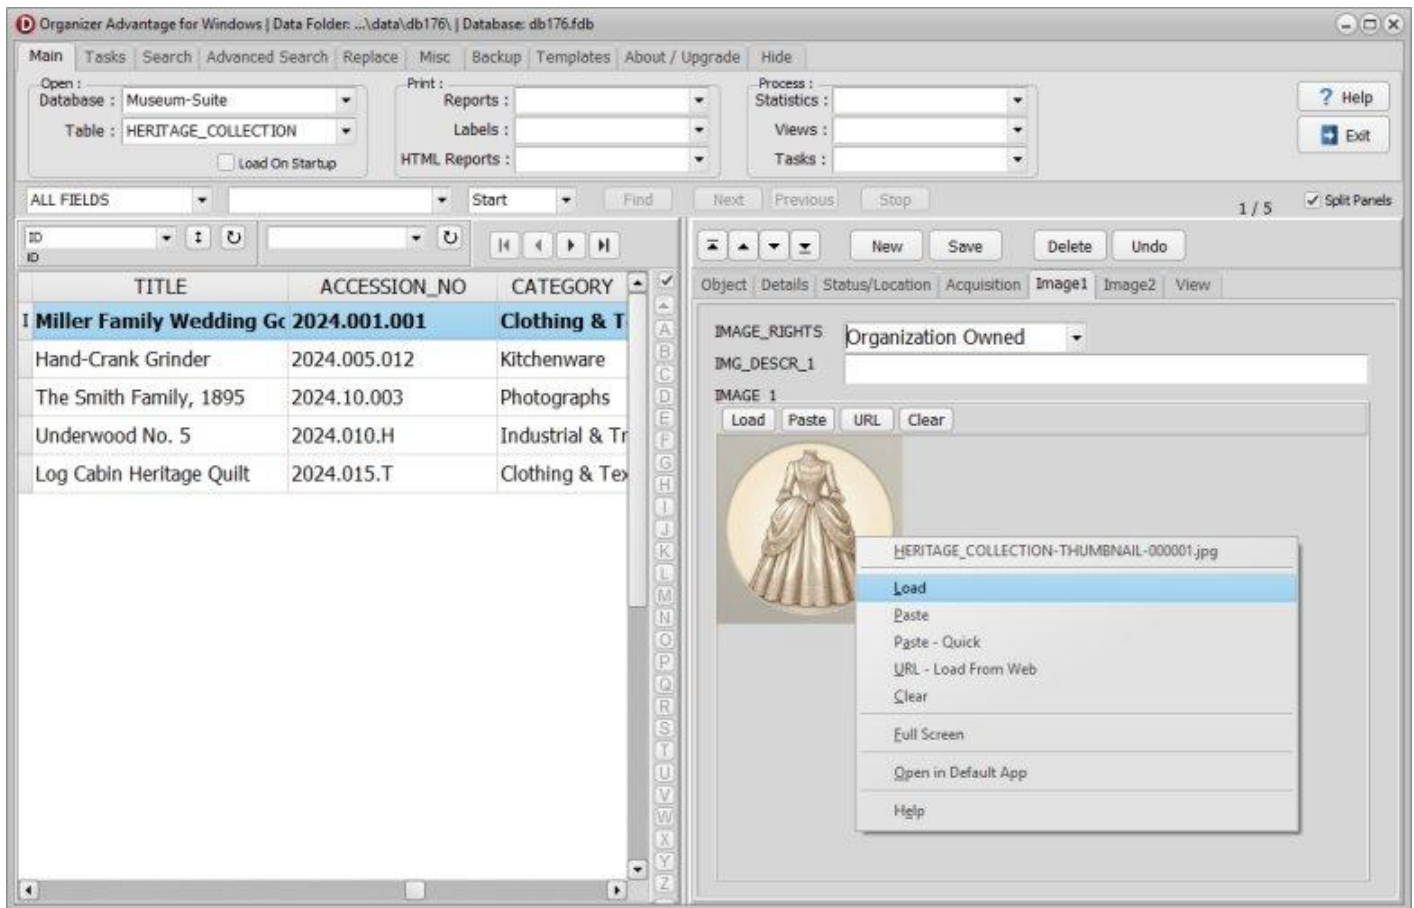 Organizer Advantage for Windows | Data Folder: ...\data\db176\ | Database: db176.fdb
Main Tasks Search Advanced Search Replace Misc Backup Templates About / Upgrade Hide
Open :
Database : Museum-Suite
Table : HERITAGE_COLLECTION
Load On Startup
Print :
Reports :
Labels :
HTML Reports :
Process :
Statistics :
Views :
Tasks :
Help
Exit
ALL FIELDS Start Find Next Previous Stop 1 / 5 Split Panels
ID
ID
New Save Delete Undo
TITLE ACCESSION_NO CATEGORY
Miller Family Wedding Gc 2024.001.001 Clothing & T
Hand-Crank Grinder 2024.005.012 Kitchenware
The Smith Family, 1895 2024.10.003 Photographs
Underwood No. 5 2024.010.H Industrial & Tr
Log Cabin Heritage Quilt 2024.015.T Clothing & Tex
A
B
C
D
E
F
G
H
I
J
K
L
M
N
O
P
Q
R
S
T
U
V
W
X
Y
Z
Object Details Status/Location Acquisition Image1 Image2 View
IMAGE_RIGHTS Organization Owned
IMG_DESCR_1
IMAGE_1
Load Paste URL Clear
HERITAGE_COLLECTION-THUMBNAIL-000001.jpg
Load
Paste
Paste - Quick
URL - Load From Web
Clear
Full Screen
Open in Default App
Help